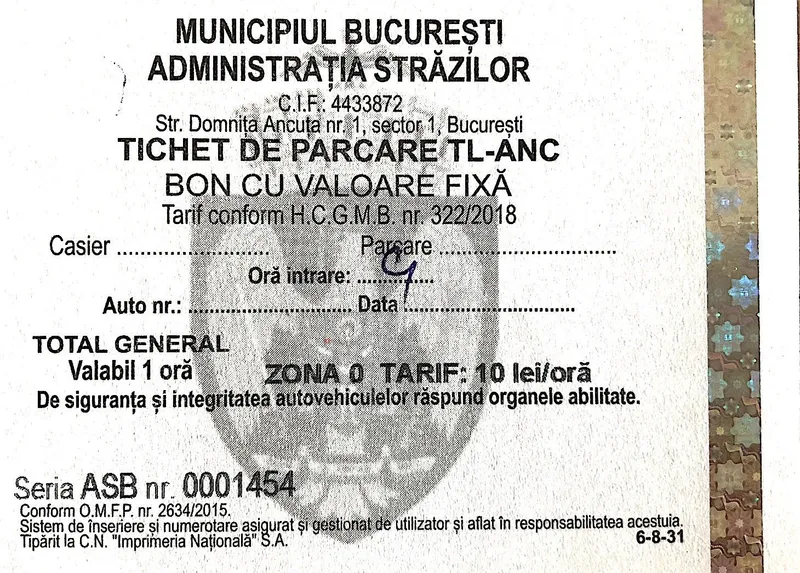 MUNICIPIUL BUCUREȘTI
ADMINISTRAȚIA STRĂZILOR
C.I.F.: 4433872
Str. Domnița Ancuța nr. 1, sector 1, București
TICHET DE PARCARE TL-ANC
BON CU VALOARE FIXĂ
Tarif conform H.C.G.M.B. nr. 322/2018
Casier ........................ Parcare ............................
Oră intrare: ............
9
Auto nr.: .......................... Data ...........................
TOTAL GENERAL
Valabil 1 oră ZONA 0 TARIF: 10 lei/oră
De siguranța și integritatea autovehiculelor răspund organele abilitate.
Seria ASB nr. 0001454
Conform O.M.F.P. nr. 2634/2015.
Sistem de înseriere și numerotare asigurat și gestionat de utilizator și aflat în responsabilitatea acestuia.
Tipărit la C.N. "Imprimeria Națională" S.A. 6-8-31